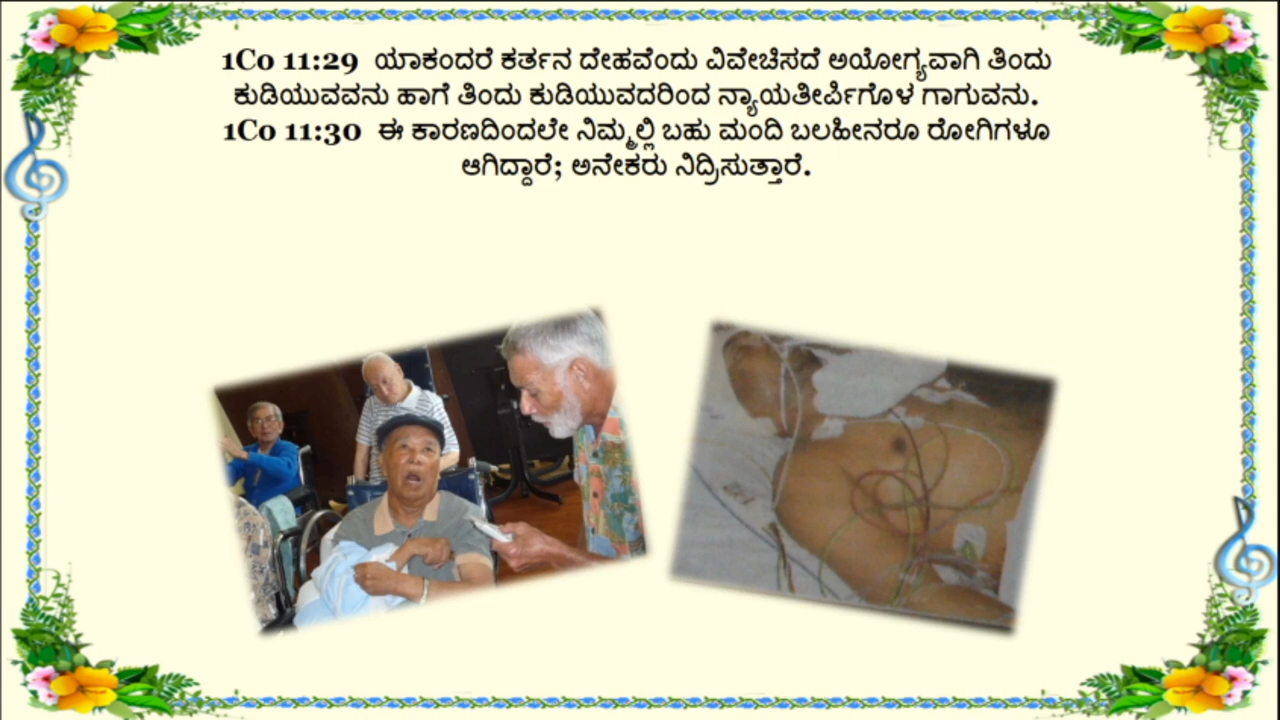 1Co 11:29 ಯಾಕಂದರೆ ಕರ್ತನ ದೇಹವೆಂದು ವಿವೇಚಿಸದೆ ಅಯೋಗ್ಯವಾಗಿ ತಿಂದು
ಕುಡಿಯುವವನು ಹಾಗೆ ತಿಂದು ಕುಡಿಯುವದರಿಂದ ನ್ಯಾಯತೀರ್ಪಿಗೊಳ ಗಾಗುವನು.
1Co 11:30 ಈ ಕಾರಣದಿಂದಲೇ ನಿಮ್ಮಲ್ಲಿ ಬಹು ಮಂದಿ ಬಲಹೀನರೂ ರೋಗಿಗಳೂ
ಆಗಿದ್ದಾರೆ; ಅನೇಕರು ನಿದ್ರಿಸುತ್ತಾರೆ.